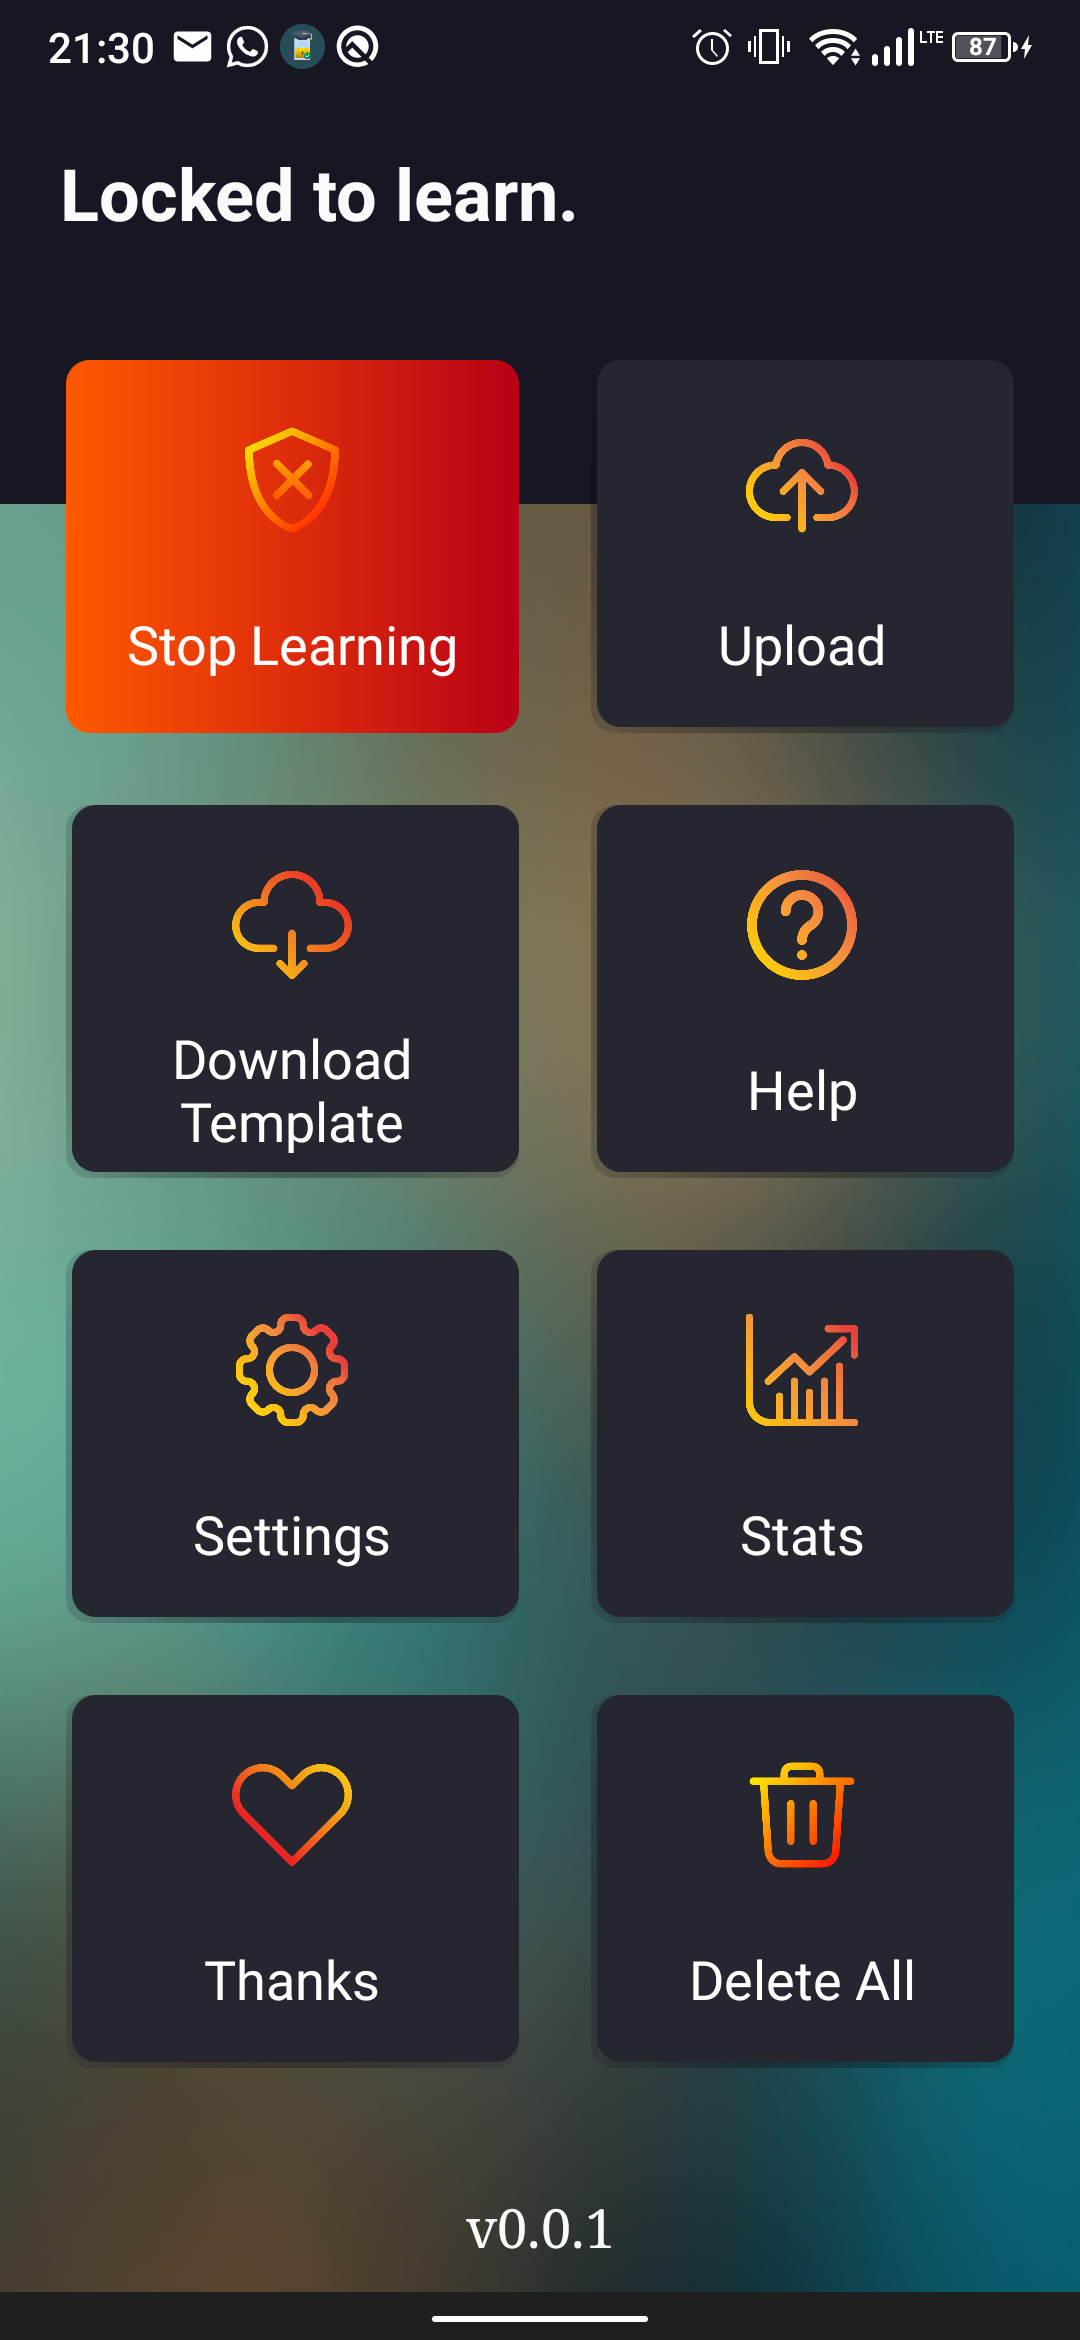 21:30
LTE
87
Locked to learn.
Stop Learning
Upload
Download
Template
Help
Settings
Stats
Thanks
Delete All
v0.0.1